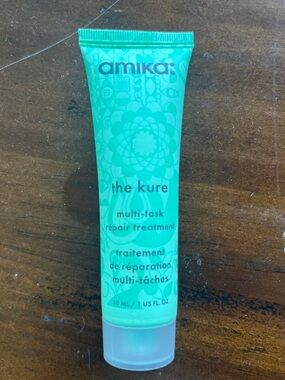 amika:
the kure
multi-task
repair treatment
traitement
de réparation
multi-tâches
30 ML / 1 US FL. OZ